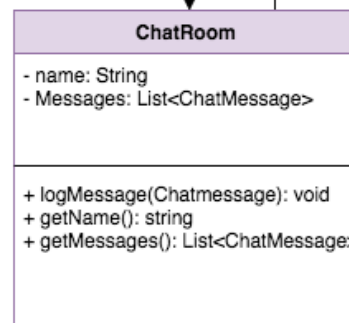 ChatRoom
- name: String
- Messages: List<ChatMessage>
+ logMessage(Chatmessage): void
+ getName(): string
+ getMessages(): List<ChatMessage>